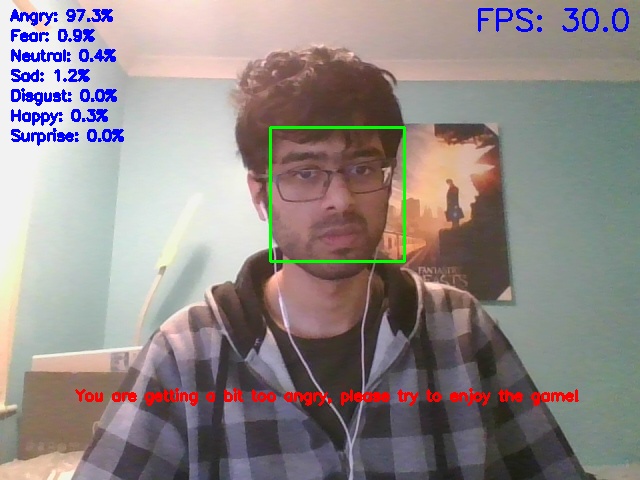 Angry: 97.3%
FPS: 30.0
Fear: 0.9%
Neutral: 0.4%
Sad: 1.2%
Disgust: 0.0%
Happy: 0.3%
Surprise: 0.0%
FANTASTIC
BEASTS
You are getting a bit too angry, please try to enjoy the game!